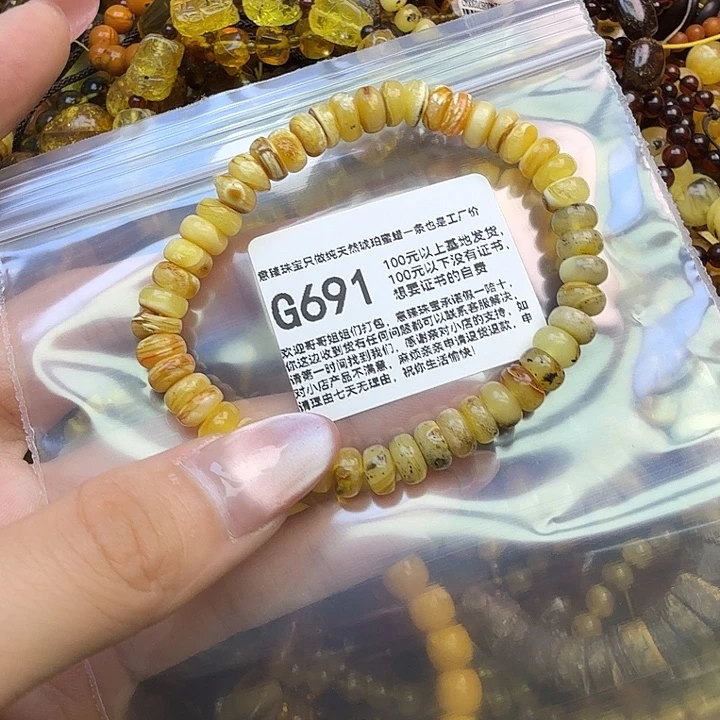 意臻珠宝只做纯天然琥珀蜜蜡一条也是工厂价
G691
100元以上基地发货,
100元以下没有证书,
想要证书的自费
欢迎哥哥姐姐们打包, 意臻珠宝承诺假一赔十,
你这边收到货有任何问题都可以联系客服解决, 如
请第一时间找到我们, 感谢亲对小店的支持,
对小店产品不满意, 麻烦亲亲申请退货退款, 申
请理由七天无理由, 祝你生活愉快!